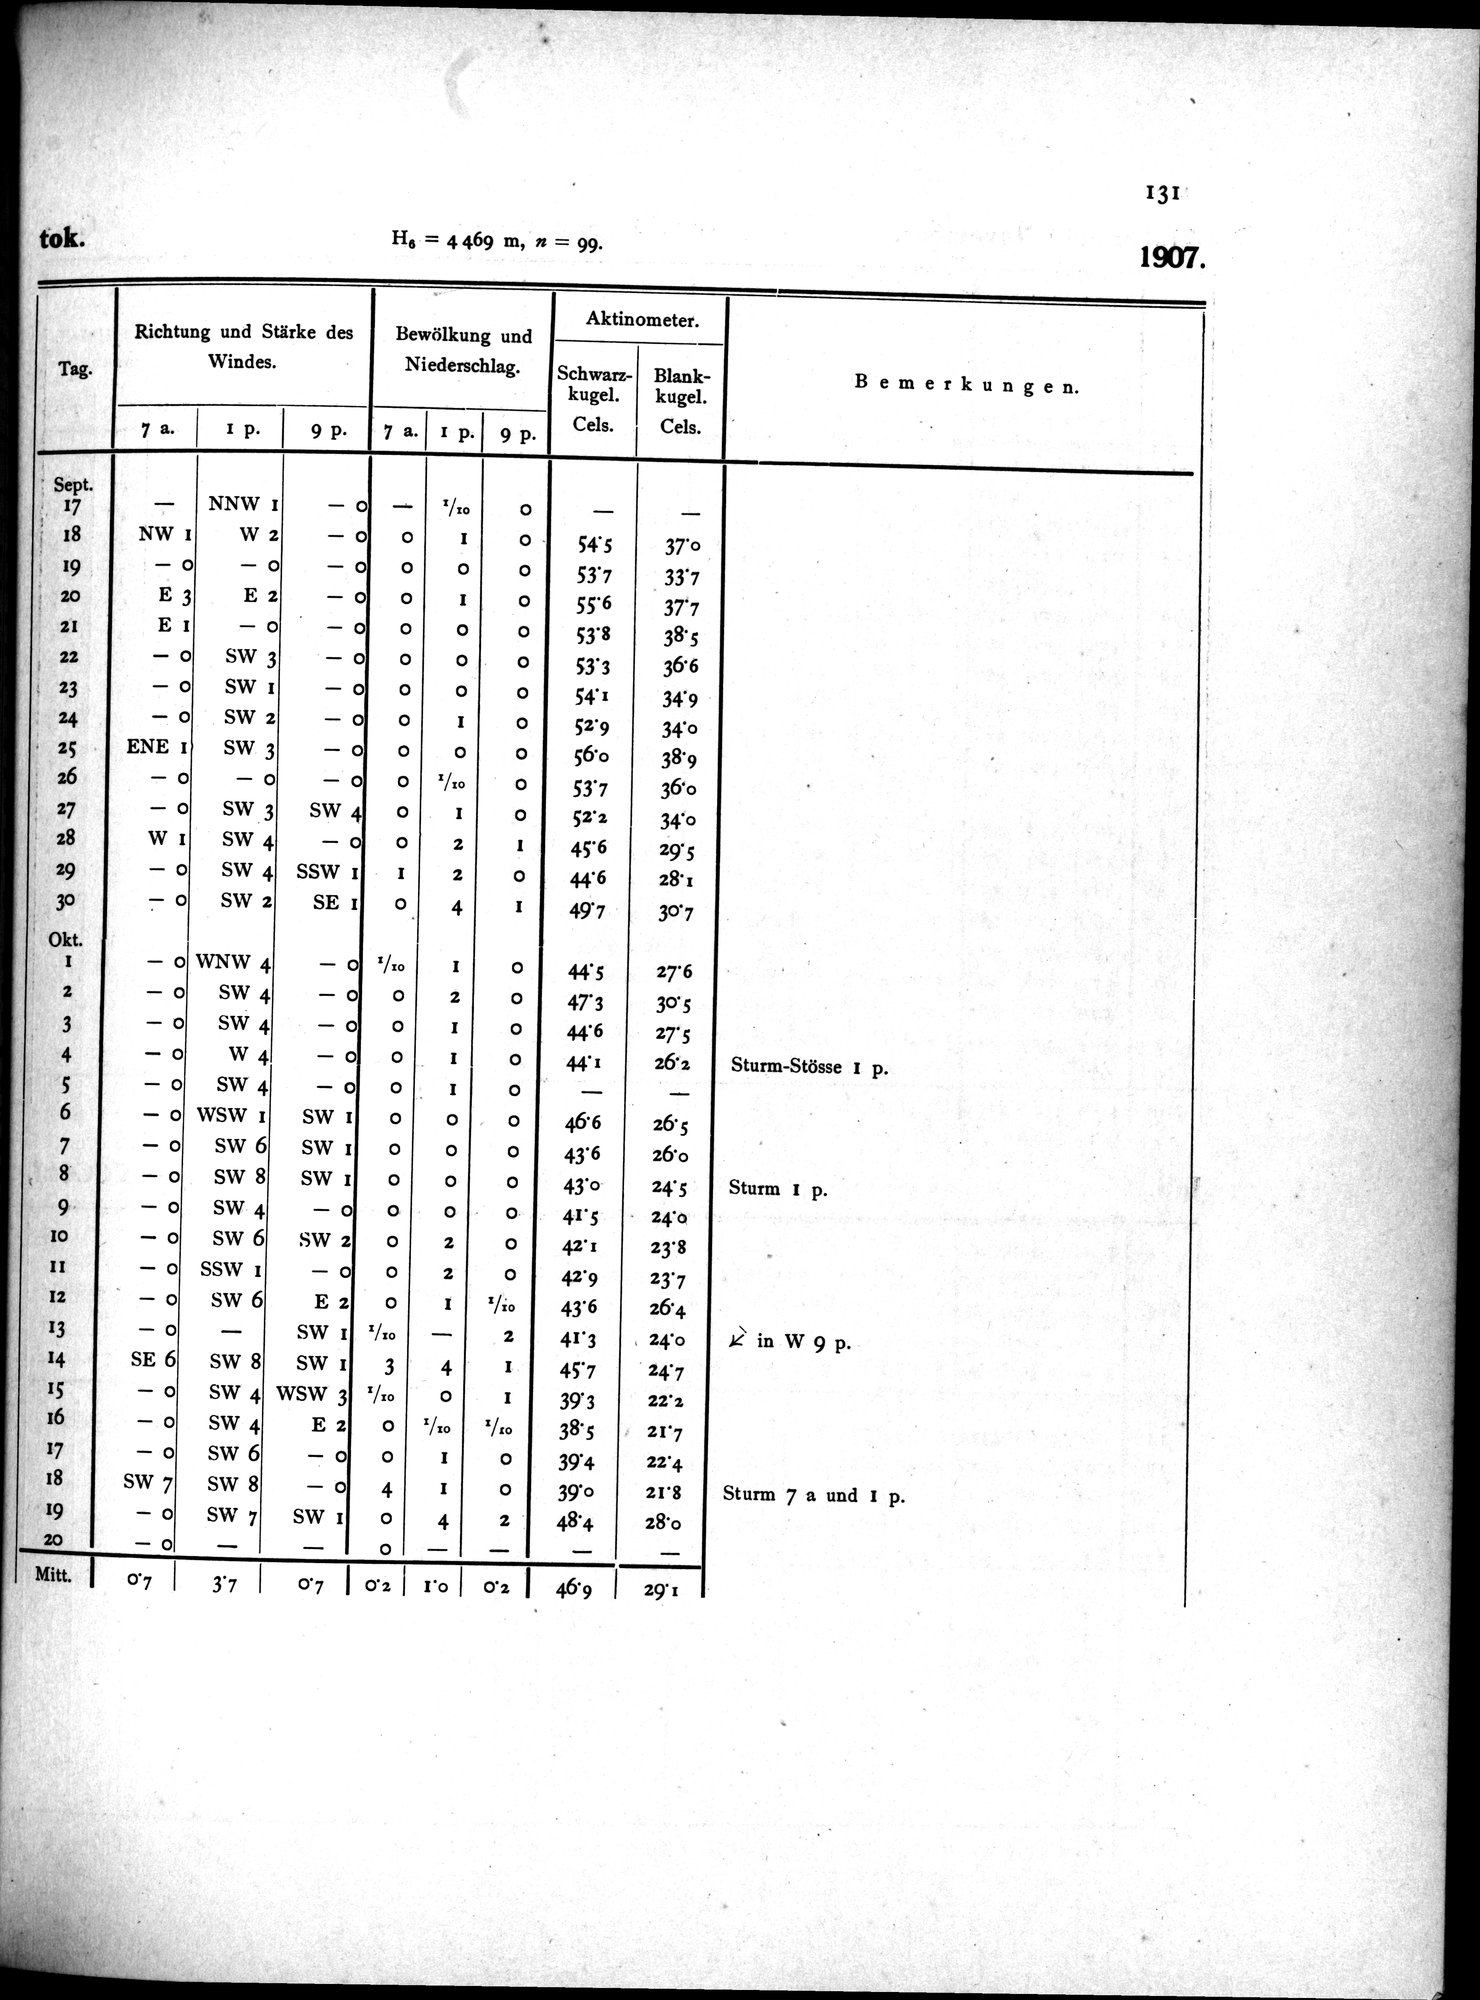 131
tok. H₆ = 4 469 m, n = 99. 1907.
Tag. Richtung und Stärke des Windes. Bewölkung und Niederschlag. Aktinometer. Bemerkungen.
Schwarz-kugel. Cels. Blank-kugel. Cels.
7 a. 1 p. 9 p. 7 a. 1 p. 9 p.
Sept.
17 — NNW 1 — 0 — 1/10 0 — —
18 NW 1 W 2 — 0 0 1 0 54·5 37·0
19 — 0 — 0 — 0 0 0 0 53·7 33·7
20 E 3 E 2 — 0 0 1 0 55·6 37·7
21 E 1 — 0 — 0 0 0 0 53·8 38·5
22 — 0 SW 3 — 0 0 0 0 53·3 36·6
23 — 0 SW 1 — 0 0 0 0 54·1 34·9
24 — 0 SW 2 — 0 0 1 0 52·9 34·0
25 ENE 1 SW 3 — 0 0 0 0 56·0 38·9
26 — 0 — 0 — 0 0 1/10 0 53·7 36·0
27 — 0 SW 3 SW 4 0 1 0 52·2 34·0
28 W 1 SW 4 — 0 0 2 1 45·6 29·5
29 — 0 SW 4 SSW 1 1 2 0 44·6 28·1
30 — 0 SW 2 SE 1 0 4 1 49·7 30·7
Okt.
1 — 0 WNW 4 — 0 1/10 1 0 44·5 27·6
2 — 0 SW 4 — 0 0 2 0 47·3 30·5
3 — 0 SW 4 — 0 0 1 0 44·6 27·5
4 — 0 W 4 — 0 0 1 0 44·1 26·2 Sturm-Stösse 1 p.
5 — 0 SW 4 — 0 0 1 0 — —
6 — 0 WSW 1 SW 1 0 0 0 46·6 26·5
7 — 0 SW 6 SW 1 0 0 0 43·6 26·0
8 — 0 SW 8 SW 1 0 0 0 43·0 24·5 Sturm 1 p.
9 — 0 SW 4 — 0 0 0 0 41·5 24·0
10 — 0 SW 6 SW 2 0 2 0 42·1 23·8
11 — 0 SSW 1 — 0 0 2 0 42·9 23·7
12 — 0 SW 6 E 2 0 1 1/10 43·6 26·4
13 — 0 — SW 1 1/10 — 2 41·3 24·0 in W 9 p.
14 SE 6 SW 8 SW 1 3 4 1 45·7 24·7
15 — 0 SW 4 WSW 3 1/10 0 1 39·3 22·2
16 — 0 SW 4 E 2 0 1/10 1/10 38·5 21·7
17 — 0 SW 6 — 0 0 1 0 39·4 22·4
18 SW 7 SW 8 — 0 4 1 0 39·0 21·8 Sturm 7 a und 1 p.
19 — 0 SW 7 SW 1 0 4 2 48·4 28·0
20 — 0 — — 0 — — — —
Mitt. 0·7 3·7 0·7 0·2 1·0 0·2 46·9 29·1